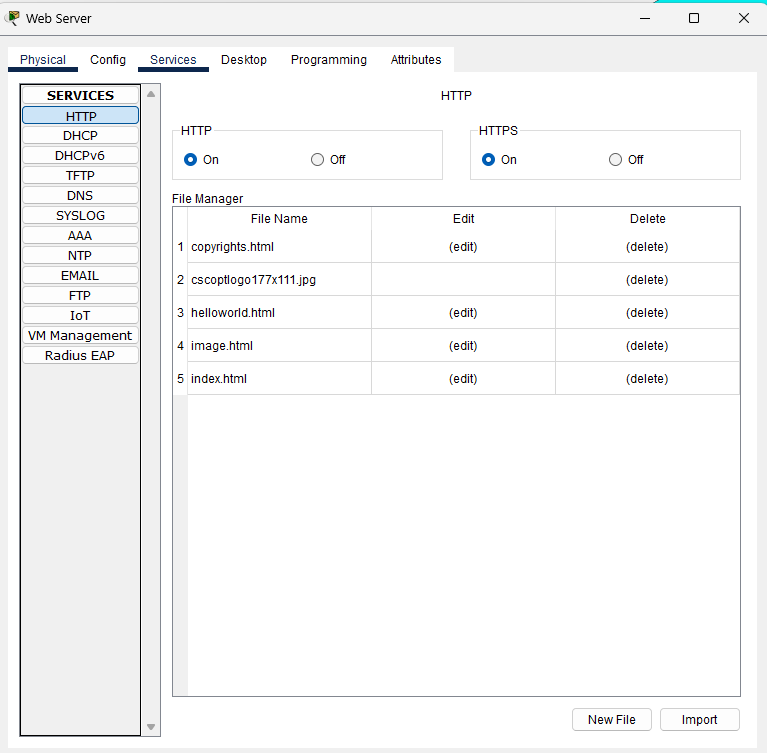 Web Server
Physical Config Services Desktop Programming Attributes
SERVICES
HTTP
DHCP
DHCPv6
TFTP
DNS
SYSLOG
AAA
NTP
EMAIL
FTP
IoT
VM Management
Radius EAP
HTTP
HTTP
On Off
HTTPS
On Off
File Manager
File Name Edit Delete
1 copyrights.html (edit) (delete)
2 cscoptlogo177x111.jpg (delete)
3 helloworld.html (edit) (delete)
4 image.html (edit) (delete)
5 index.html (edit) (delete)
New File Import